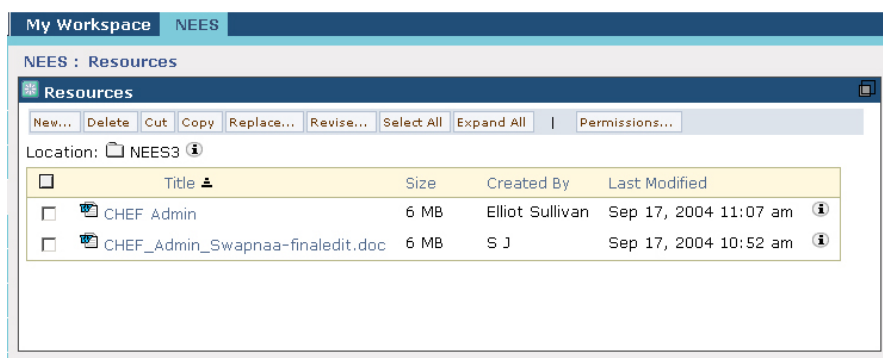 My Workspace NEES
NEES : Resources
Resources
New... Delete Cut Copy Replace... Revise... Select All Expand All | Permissions...
Location: NEES3
Title Size Created By Last Modified
CHEF Admin 6 MB Elliot Sullivan Sep 17, 2004 11:07 am
CHEF_Admin_Swapnaa-finaledit.doc 6 MB S J Sep 17, 2004 10:52 am